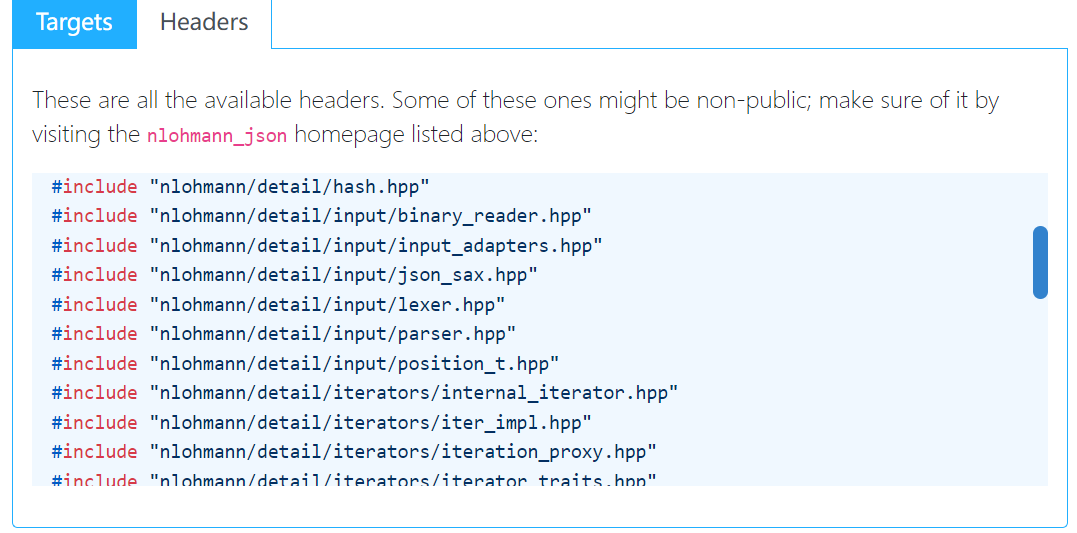 Targets Headers
These are all the available headers. Some of these ones might be non-public; make sure of it by
visiting the nlohmann_json homepage listed above:
#include "nlohmann/detail/hash.hpp"
#include "nlohmann/detail/input/binary_reader.hpp"
#include "nlohmann/detail/input/input_adapters.hpp"
#include "nlohmann/detail/input/json_sax.hpp"
#include "nlohmann/detail/input/lexer.hpp"
#include "nlohmann/detail/input/parser.hpp"
#include "nlohmann/detail/input/position_t.hpp"
#include "nlohmann/detail/iterators/internal_iterator.hpp"
#include "nlohmann/detail/iterators/iter_impl.hpp"
#include "nlohmann/detail/iterators/iteration_proxy.hpp"
#include "nlohmann/detail/iterators/iterator_traits.hpp"